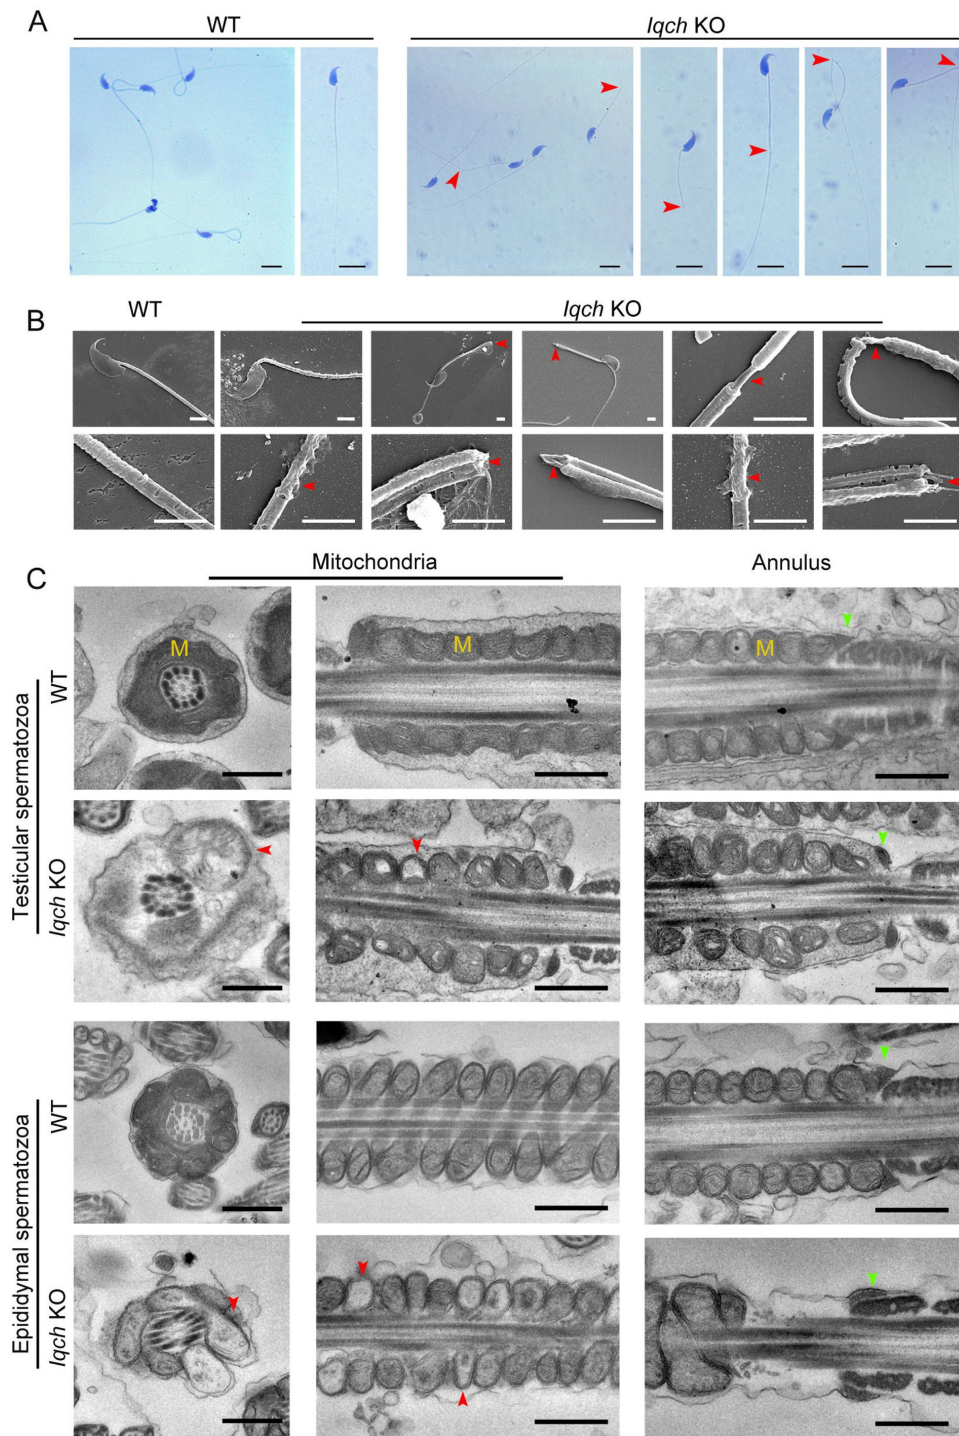 A
WT
Iqch KO
B
WT
Iqch KO
C
Mitochondria
Annulus
Testicular spermatozoa
WT
M
M
M
Iqch KO
Epididymal spermatozoa
WT
Iqch KO